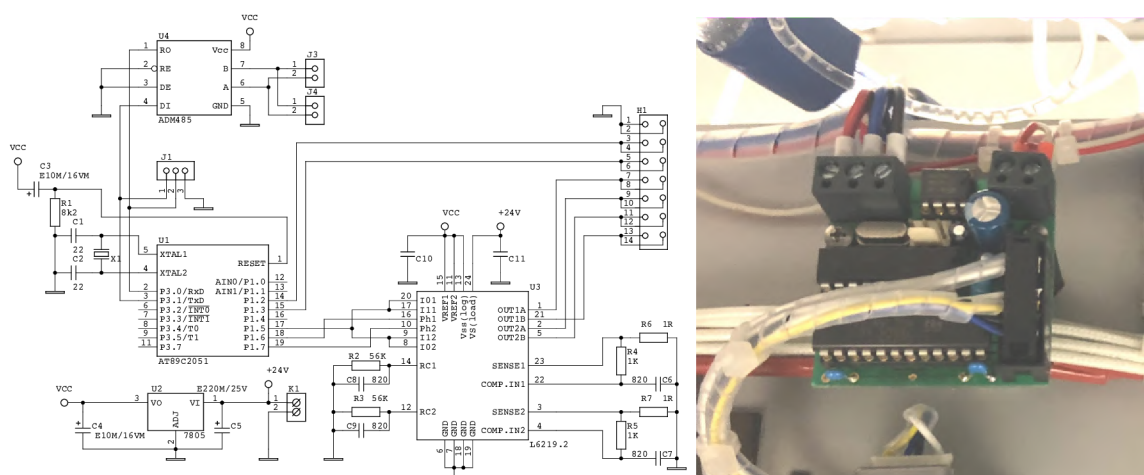 VCC
U4
1 RO Vcc 8
2 RE B 7
3 DE A 6
4 DI GND 5
ADM485
J3
1
2
J4
1
2
H1
1
2
3
4
5
6
7
8
9
10
11
12
13
14
VCC
C3
E10M/16VM
R1
8k2
J1
1 2 3
C1
22
C2
22
X1
U1
5 XTAL1
RESET 1
4 XTAL2
AIN0/P1.0 12
AIN1/P1.1 13
2 P3.0/RxD P1.2 14
3 P3.1/TxD P1.3 15
6 P3.2/INT0 P1.4 16
7 P3.3/INT1 P1.5 17
8 P3.4/T0 P1.6 18
9 P3.5/T1 P1.7 19
11 P3.7
AT89C2051
VCC
+24V
C10
C11
15 11 13 24
VREF1 VREF2 Vss(log) VS(load)
U3
20 I01
17 I11
16 Ph1
10 Ph2
9 I12
8 I02
OUT1A 1
OUT1B 21
OUT2A 2
OUT2B 5
14 RC1
12 RC2
SENSE1 23
COMP.IN1 22
SENSE2 3
COMP.IN2 4
GND GND GND GND
6 7 18 19
L6219.2
R2 56K
C8 820
R3 56K
C9 820
R6 1R
R4
1K
820 C6
R7 1R
R5
1K
820 C7
VCC
U2
E220M/25V
+24V
K1
1
2
3 VO VI 1
ADJ
2
7805
C4
E10M/16VM
C5